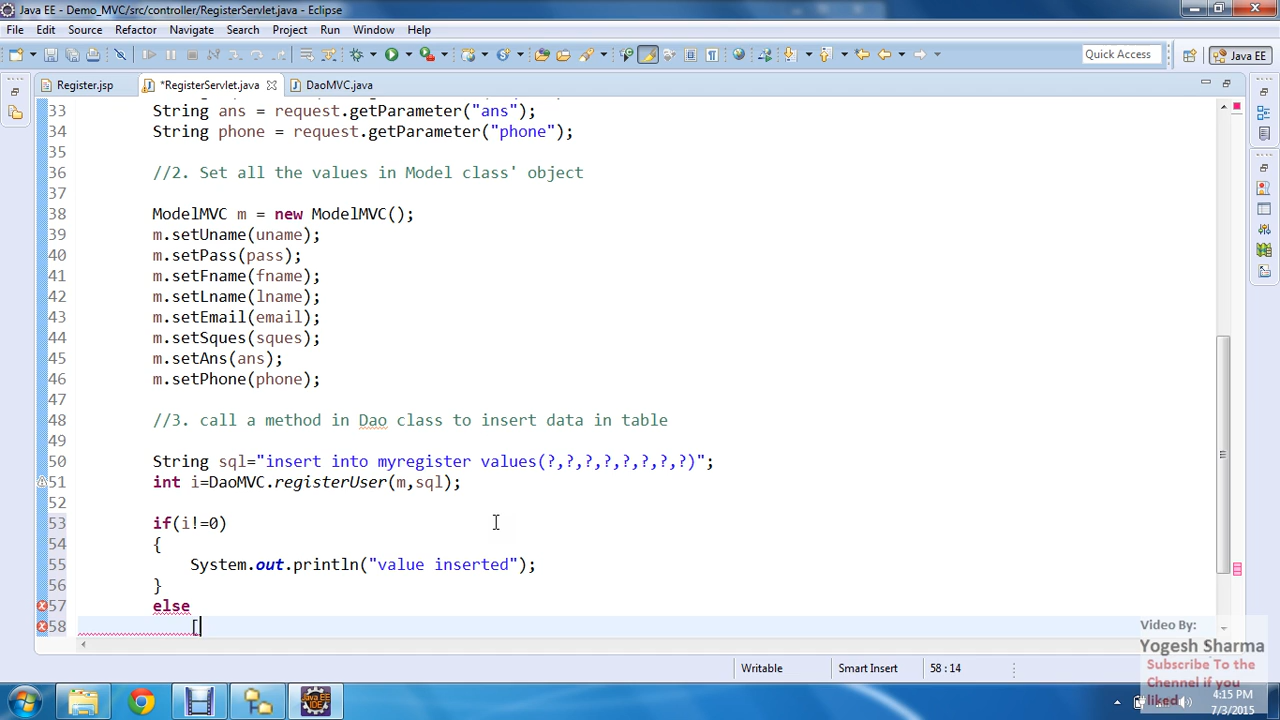 Java EE - Demo_MVC/src/controller/RegisterServlet.java - Eclipse
File Edit Source Refactor Navigate Search Project Run Window Help
Quick Access
Java EE
Register.jsp *RegisterServlet.java DaoMVC.java
33 String ans = request.getParameter("ans");
34 String phone = request.getParameter("phone");
35
36 //2. Set all the values in Model class' object
37
38 ModelMVC m = new ModelMVC();
39 m.setUname(uname);
40 m.setPass(pass);
41 m.setFname(fname);
42 m.setLname(lname);
43 m.setEmail(email);
44 m.setSques(sques);
45 m.setAns(ans);
46 m.setPhone(phone);
47
48 //3. call a method in Dao class to insert data in table
49
50 String sql="insert into myregister values(?,?,?,?,?,?,?,?)";
51 int i=DaoMVC.registerUser(m,sql);
52
53 if(i!=0)
54 {
55 System.out.println("value inserted");
56 }
57 else
58 [
Writable Smart Insert 58 : 14
Video By:
Yogesh Sharma
Subscribe To the
Chennel if you
liked
4:15 PM
7/3/2015